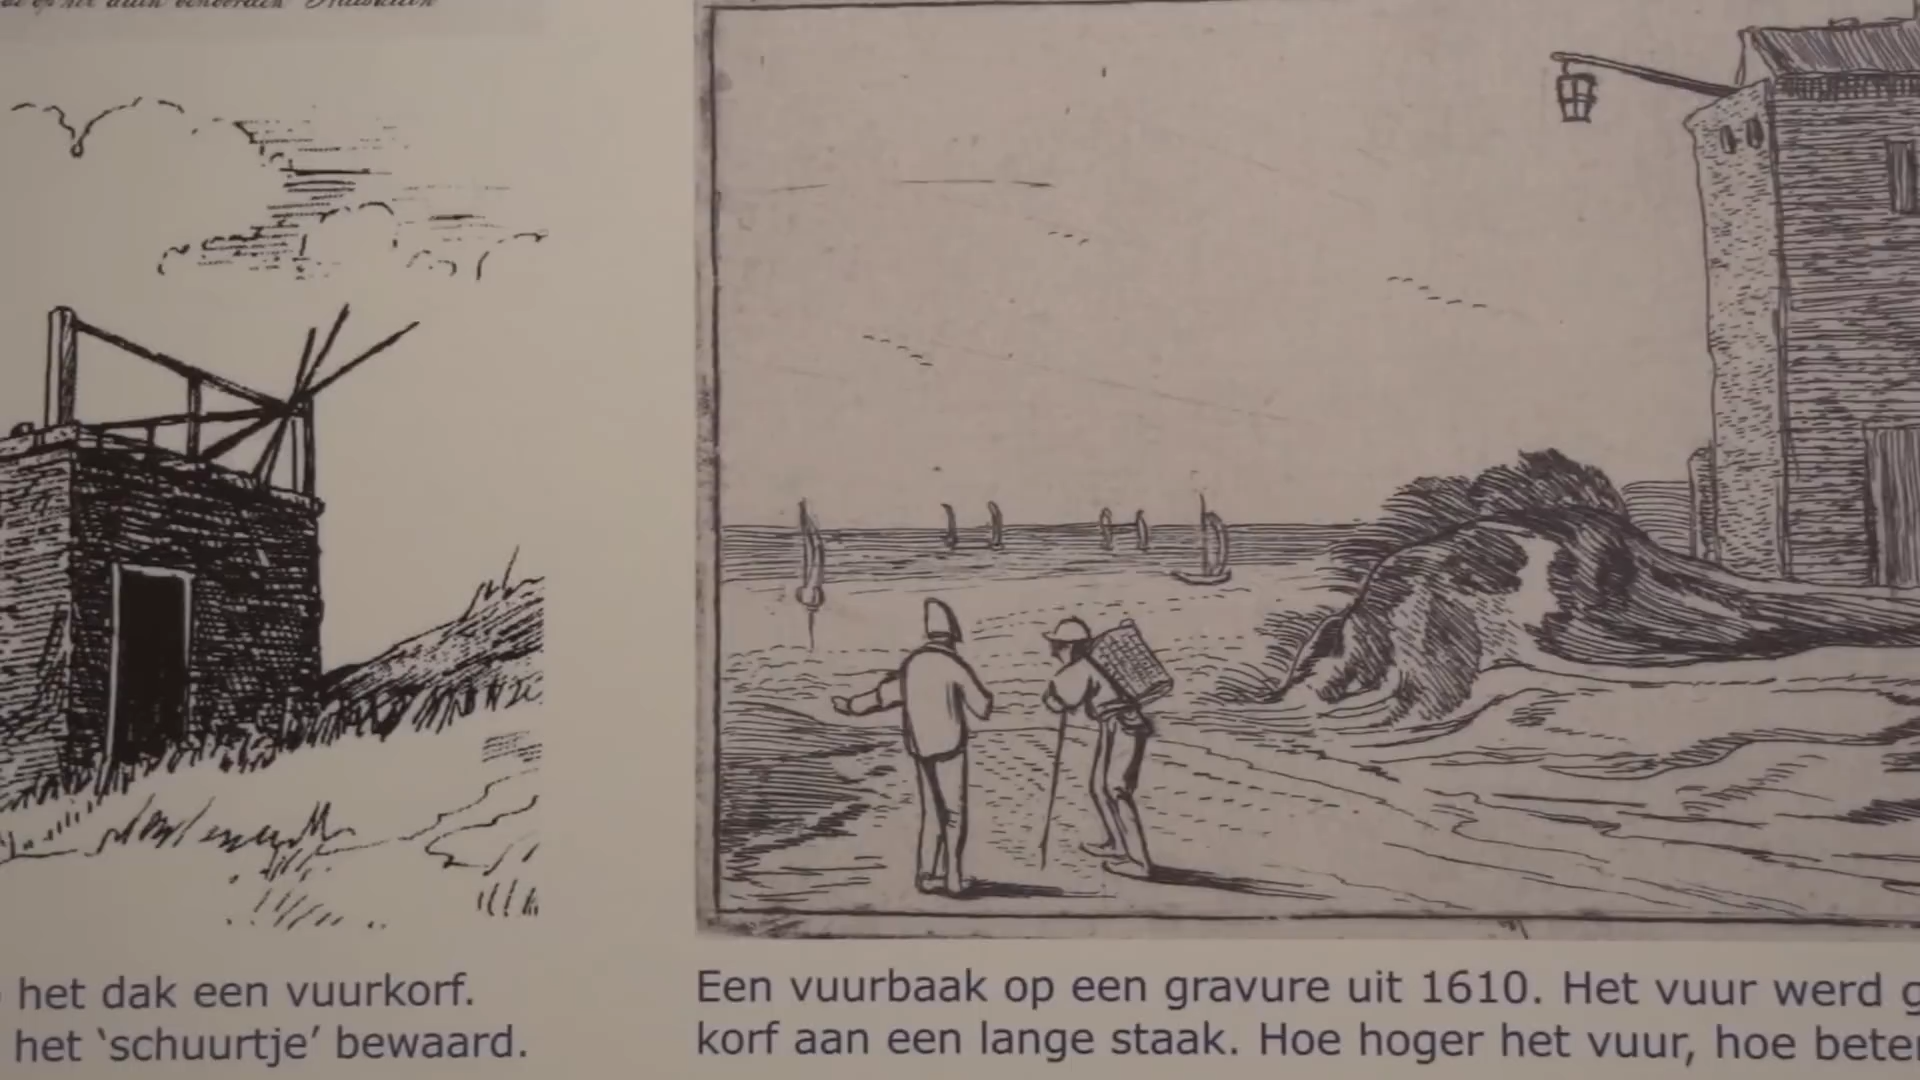 het dak een vuurkorf.
het ‘schuurtje’ bewaard.
Een vuurbaak op een gravure uit 1610. Het vuur werd
korf aan een lange staak. Hoe hoger het vuur, hoe